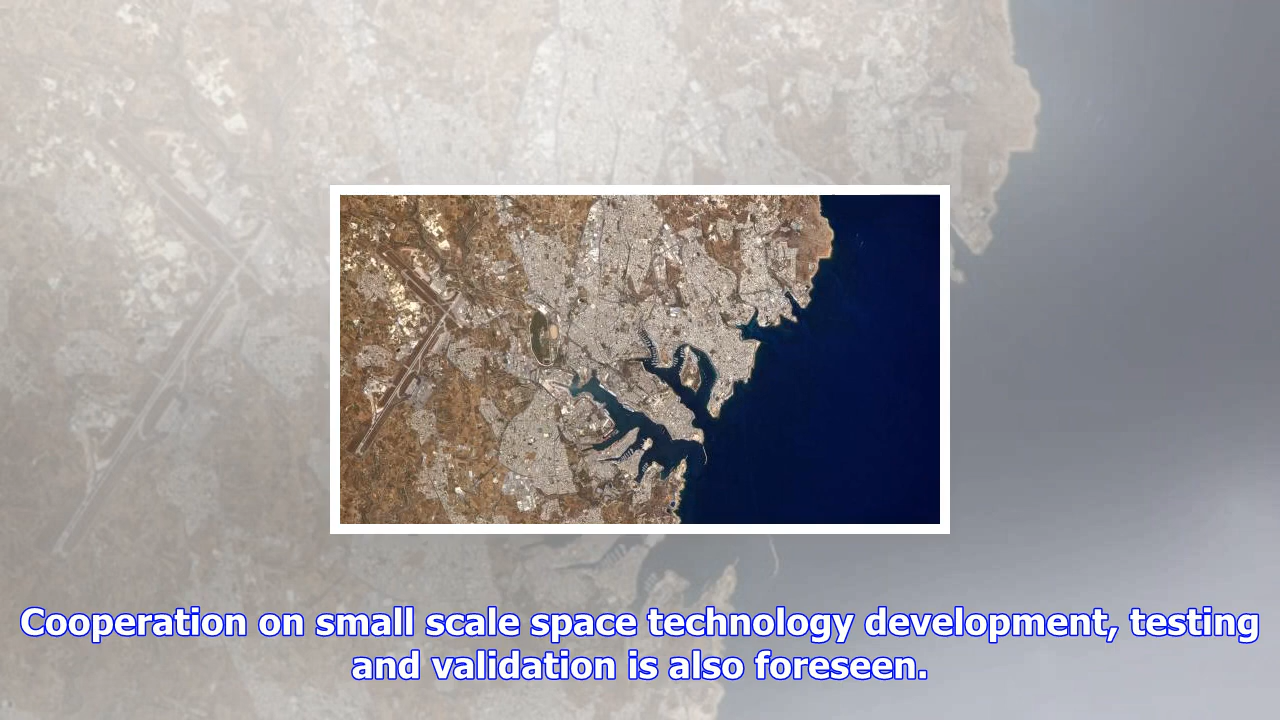 Cooperation on small scale space technology development, testing
and validation is also foreseen.